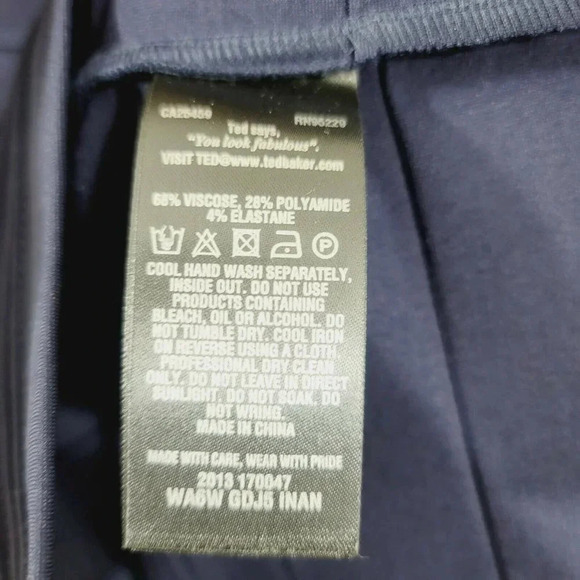 CA25459 RN96229
Ted says,
"You look fabulous".
VISIT TED@www.tedbaker.com
68% VISCOSE, 28% POLYAMIDE
4% ELASTANE
P
COOL HAND WASH SEPARATELY,
INSIDE OUT. DO NOT USE
PRODUCTS CONTAINING
BLEACH, OIL OR ALCOHOL. DO
NOT TUMBLE DRY. COOL IRON
ON REVERSE USING A CLOTH.
PROFESSIONAL DRY CLEAN
ONLY. DO NOT LEAVE IN DIRECT
SUNLIGHT. DO NOT SOAK. DO
NOT WRING.
MADE IN CHINA
MADE WITH CARE, WEAR WITH PRIDE
2013 170047
WA6W GDJ5 INAN